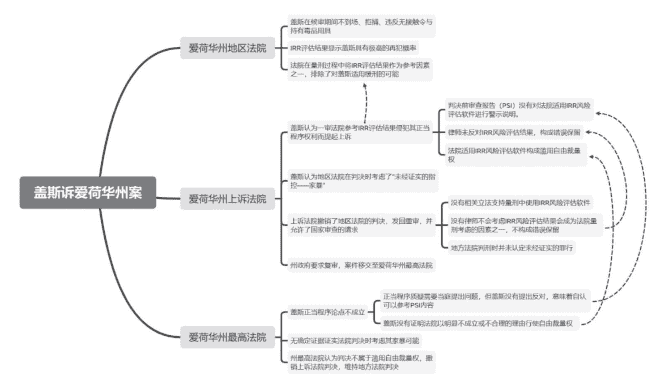 盖斯诉爱荷华州案
爱荷华州地区法院
盖斯在候审期间不到场、拒捕、违反无接触令与
持有毒品用具
IRR评估结果显示盖斯具有极高的再犯概率
法院在量刑过程中将IRR评估结果作为参考因素
之一，排除了对盖斯适用缓刑的可能
爱荷华州上诉法院
盖斯认为一审法院参考IRR评估结果侵犯其正当
程序权利而提起上诉
判决前审查报告（PSI）没有对法院适用IRR风险
评估软件进行警示说明。
律师未反对IRR风险评估结果，构成错误保留
法院适用IRR风险评估软件构成滥用自由裁量
权
盖斯认为地区法院在判决时考虑了“未经证实的指
控——家暴”
上诉法院撤销了地区法院的判决、发回重审，并
允许了国家审查的请求
没有相关立法支持量刑中使用IRR风险评估软件
没有律师不会考虑IRR风险评估结果会成为法院量
刑考虑的因素之一，不构成错误保留
地方法院判刑时并未认定未经证实的罪行
州政府要求复审，案件移交至爱荷华州最高法院
爱荷华州最高法院
盖斯正当程序论点不成立
正当程序质疑需要当庭提出问题，但盖斯没有提出反对，意味着自认
可以参考PSI内容
盖斯没有证明法院以明显不成立或不合理的理由行使自由裁量权
无确定证据证实法院判决时考虑其家暴可能
州最高法院认为判决不属于滥用自由裁量权，撤
销上诉法院判决，维持地方法院判决